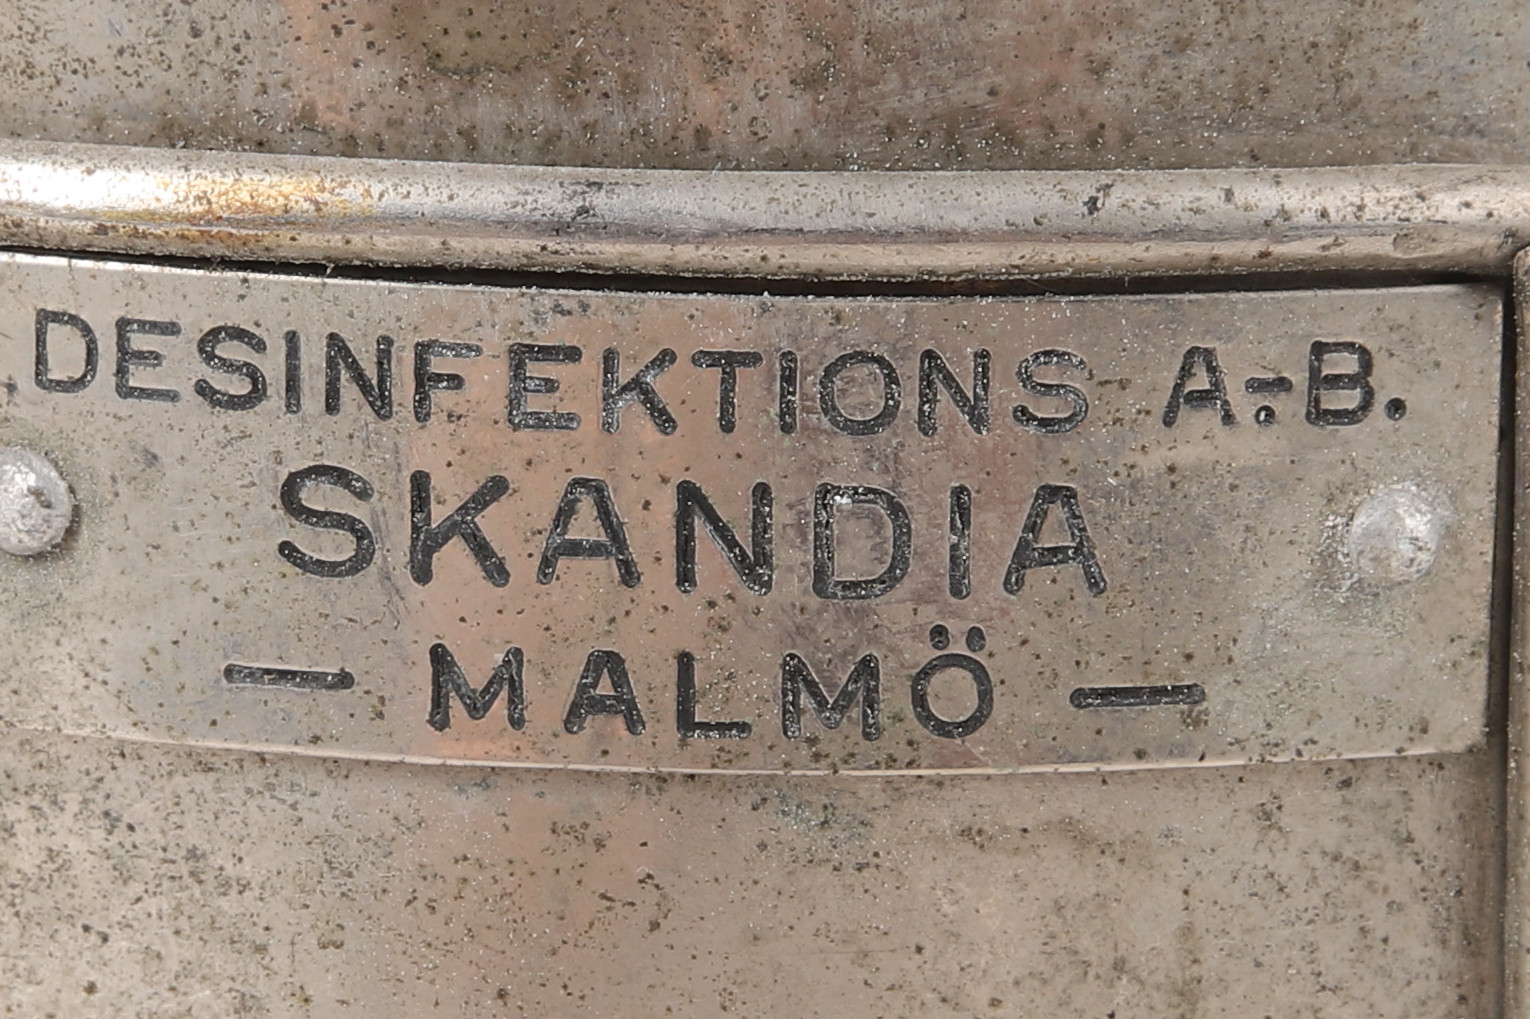 DESINFEKTIONS A.-B.
SKANDIA
— MALMÖ —